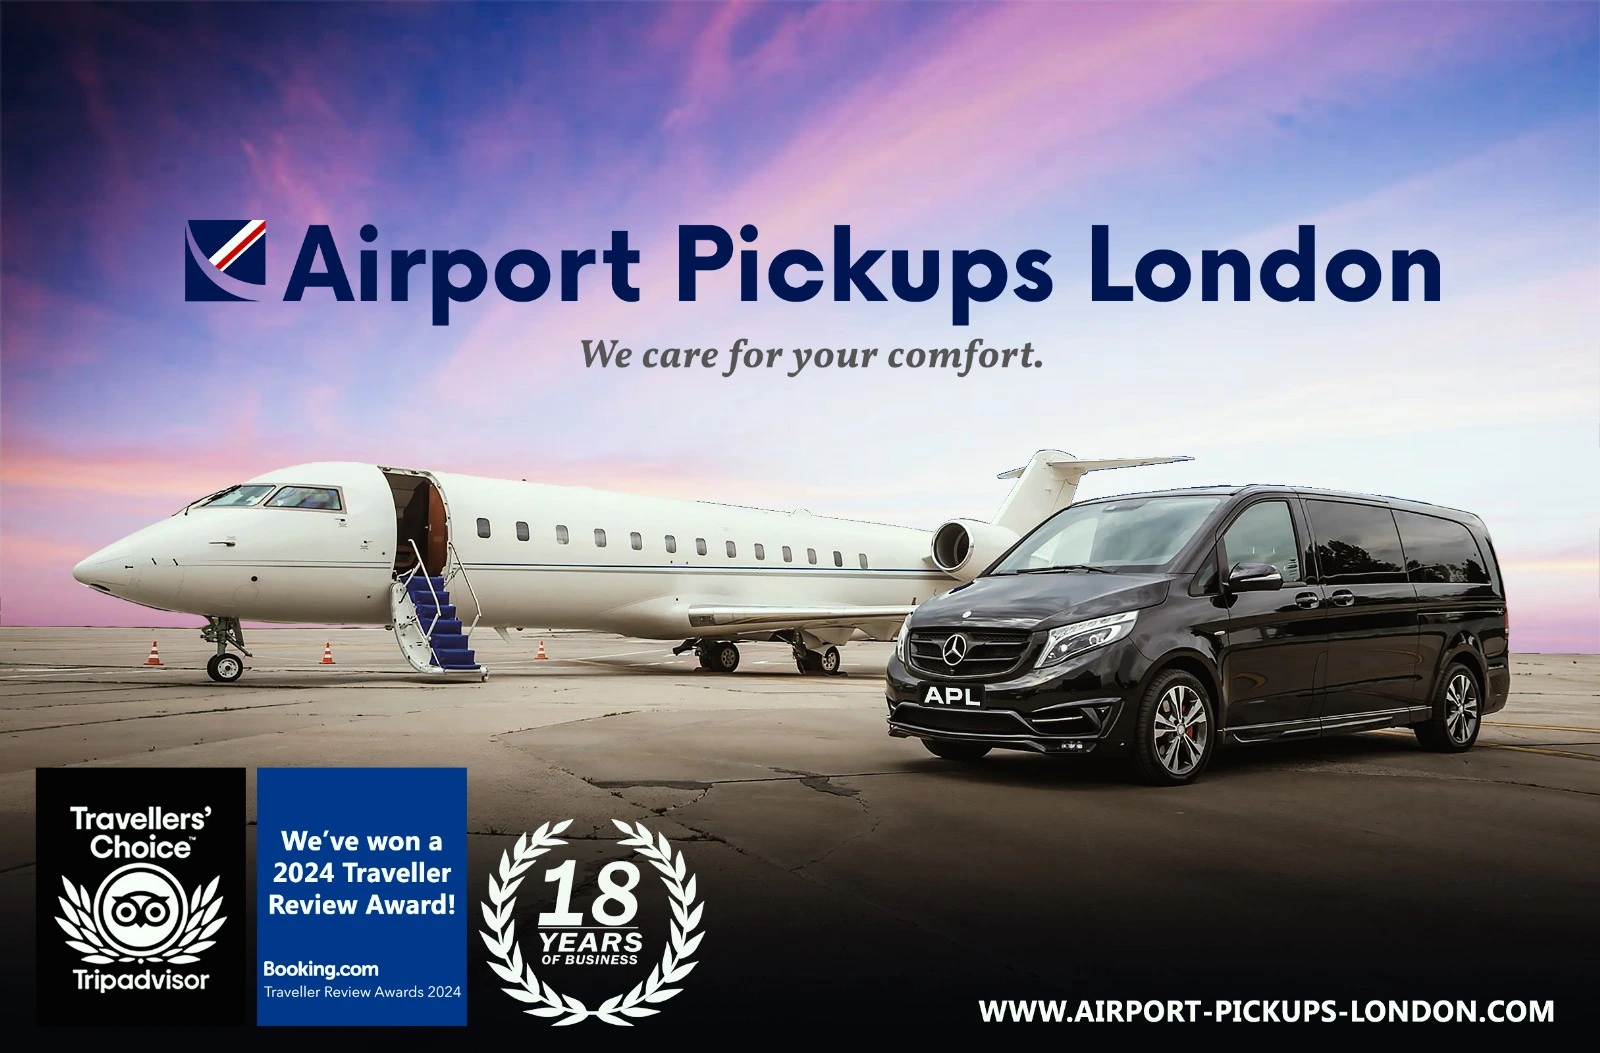 Airport Pickups London
We care for your comfort.
APL
Travellers'
Choice™
Tripadvisor
We've won a
2024 Traveller
Review Award!
Booking.com
Traveller Review Awards 2024
18
YEARS
OF BUSINESS
WWW.AIRPORT-PICKUPS-LONDON.COM